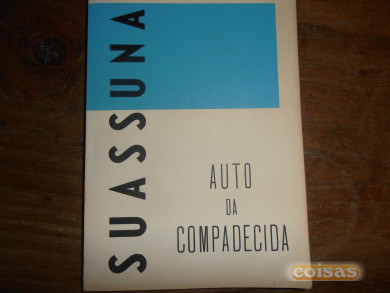 SUASSUNA
AUTO
DA
COMPADECIDA
coisas